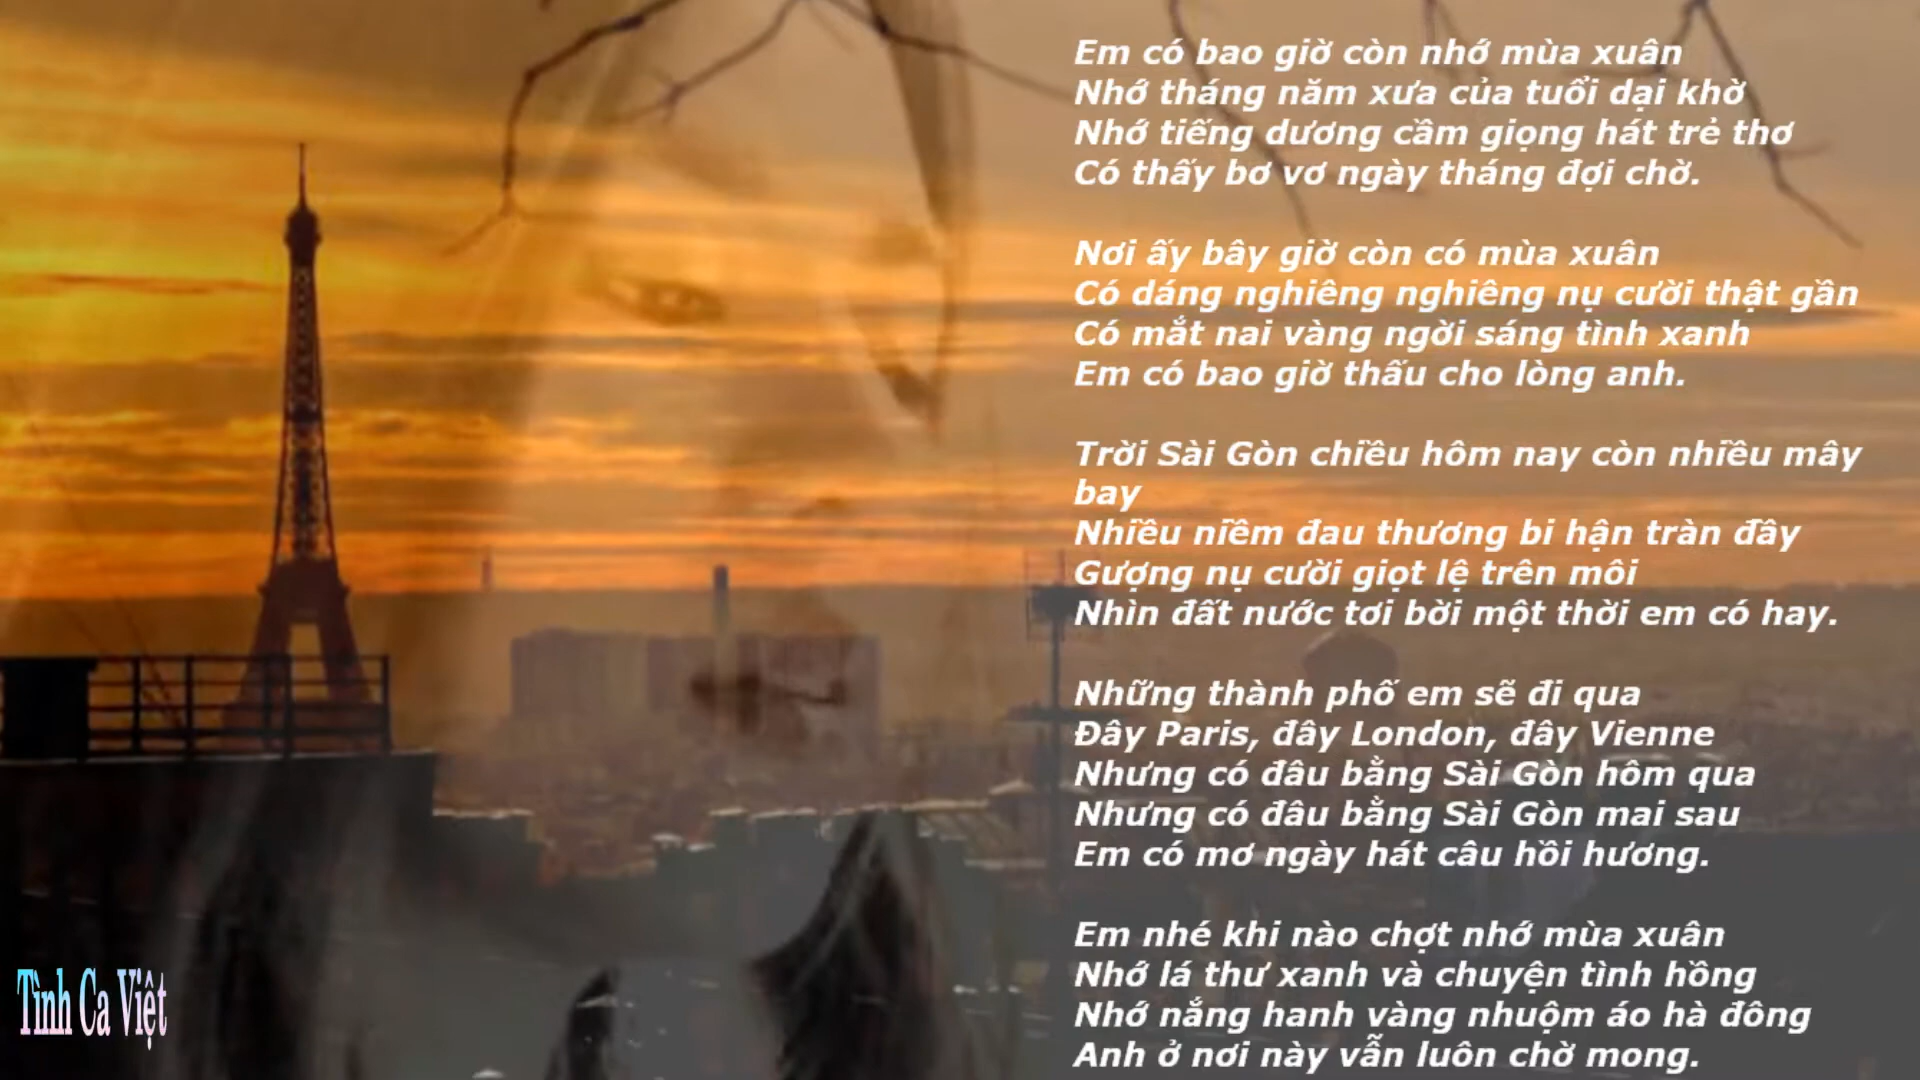 Em có bao giờ còn nhớ mùa xuân
Nhớ tháng năm xưa của tuổi dại khờ
Nhớ tiếng dương cầm giọng hát trẻ thơ
Có thấy bơ vơ ngày tháng đợi chờ.
Nơi ấy bây giờ còn có mùa xuân
Có dáng nghiêng nghiêng nụ cười thật gần
Có mắt nai vàng ngời sáng tình xanh
Em có bao giờ thấu cho lòng anh.
Trời Sài Gòn chiều hôm nay còn nhiều mây
bay
Nhiều niềm đau thương bi hận tràn đầy
Gượng nụ cười giọt lệ trên môi
Nhìn đất nước tơi bời một thời em có hay.
Những thành phố em sẽ đi qua
Đây Paris, đây London, đây Vienne
Nhưng có đâu bằng Sài Gòn hôm qua
Nhưng có đâu bằng Sài Gòn mai sau
Em có mơ ngày hát câu hồi hương.
Em nhé khi nào chợt nhớ mùa xuân
Nhớ lá thư xanh và chuyện tình hồng
Nhớ nắng hanh vàng nhuộm áo hà đông
Anh ở nơi này vẫn luôn chờ mong.
Tình Ca Việt